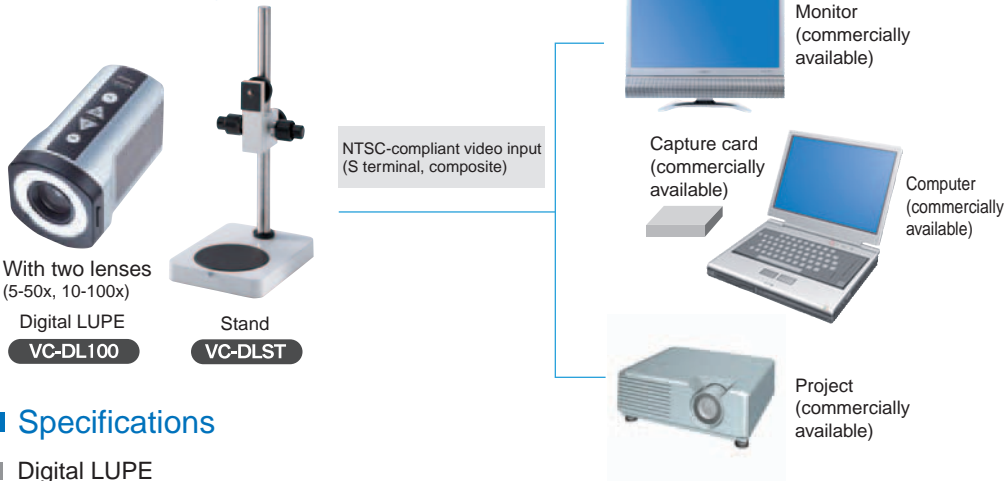 Monitor
(commercially
available)
NTSC-compliant video input
(S terminal, composite)
Capture card
(commercially
available)
Computer
(commercially
available)
With two lenses
(5-50x, 10-100x)
Digital LUPE
VC-DL100
Stand
VC-DLST
Project
(commercially
available)
Specifications
Digital LUPE